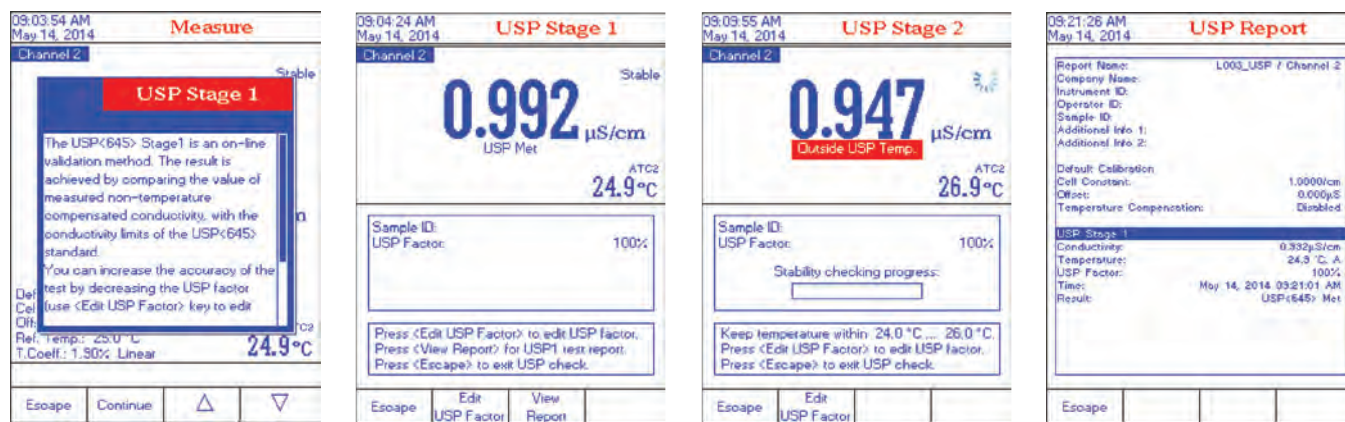 09:03:54 AM
May 14, 2014
Measure
Channel 2
Stable
USP Stage 1
The USP<645> Stage1 is an on-line
validation method. The result is
achieved by comparing the value of
measured non-temperature
compensated conductivity, with the
conductivity limits of the USP<645>
standard.
You can increase the accuracy of the
test by decreasing the USP factor
(use <Edit USP Factor> key to edit
Ref. Temp.: 25.0 °C
T.Coeff.: 1.90% Linear
24.9°C
Escape
Continue
△
▽
09:04:24 AM
May 14, 2014
USP Stage 1
Channel 2
Stable
0.992 µS/cm
USP Met
ATC2
24.9°C
Sample ID:
USP Factor: 100%
Press <Edit USP Factor> to edit USP factor.
Press <View Report> for USP1 test report.
Press <Escape> to exit USP check.
Escape
Edit
USP Factor
View
Report
09:09:55 AM
May 14, 2014
USP Stage 2
Channel 2
0.947 µS/cm
Outside USP Temp.
ATC2
26.9°C
Sample ID:
USP Factor: 100%
Stability checking progress:
Keep temperature within 24.0 °C ... 26.0 °C.
Press <Edit USP Factor> to edit USP factor.
Press <Escape> to exit USP check.
Escape
Edit
USP Factor
09:21:26 AM
May 14, 2014
USP Report
Report Name: L003_USP / Channel 2
Company Name:
Instrument ID:
Operator ID:
Sample ID:
Additional Info 1:
Additional Info 2:
Default Calibration
Cell Constant: 1.0000/cm
Offset: 0.000µS
Temperature Compensation: Disabled
USP Stage 1
Conductivity: 0.932µS/cm
Temperature: 24.9 °C, A
USP Factor: 100%
Time: May 14, 2014 09:21:01 AM
Result: USP<645> Met
Escape